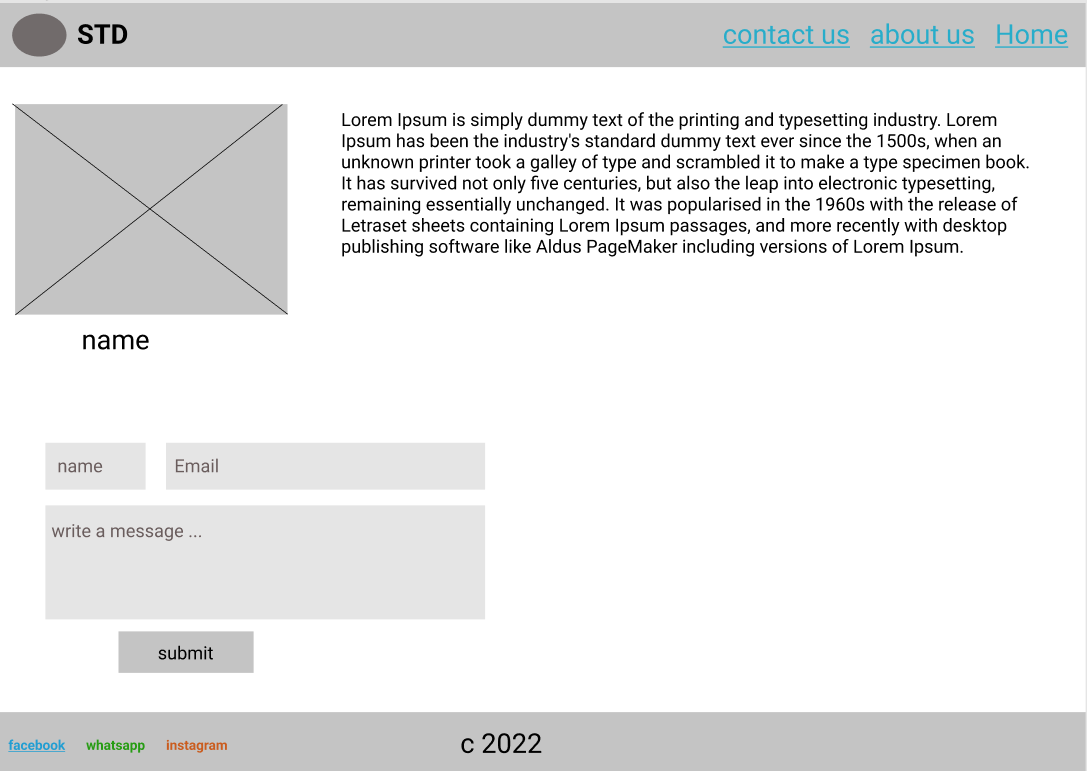 STD
contact us
about us
Home
Lorem Ipsum is simply dummy text of the printing and typesetting industry. Lorem
Ipsum has been the industry's standard dummy text ever since the 1500s, when an
unknown printer took a galley of type and scrambled it to make a type specimen book.
It has survived not only five centuries, but also the leap into electronic typesetting,
remaining essentially unchanged. It was popularised in the 1960s with the release of
Letraset sheets containing Lorem Ipsum passages, and more recently with desktop
publishing software like Aldus PageMaker including versions of Lorem Ipsum.
name
name
Email
write a message ...
submit
facebook
whatsapp
instagram
c 2022